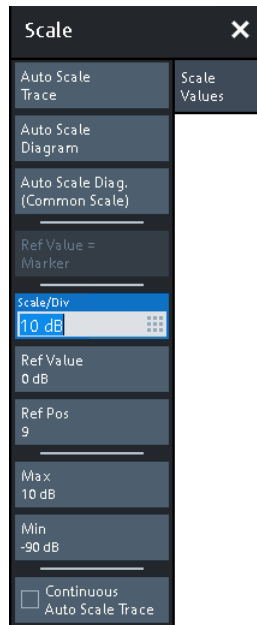 Scale
Auto Scale
Trace
Scale
Values
Auto Scale
Diagram
Auto Scale Diag.
(Common Scale)
Ref Value =
Marker
Scale/Div
10 dB
Ref Value
0 dB
Ref Pos
9
Max
10 dB
Min
-90 dB
Continuous
Auto Scale Trace